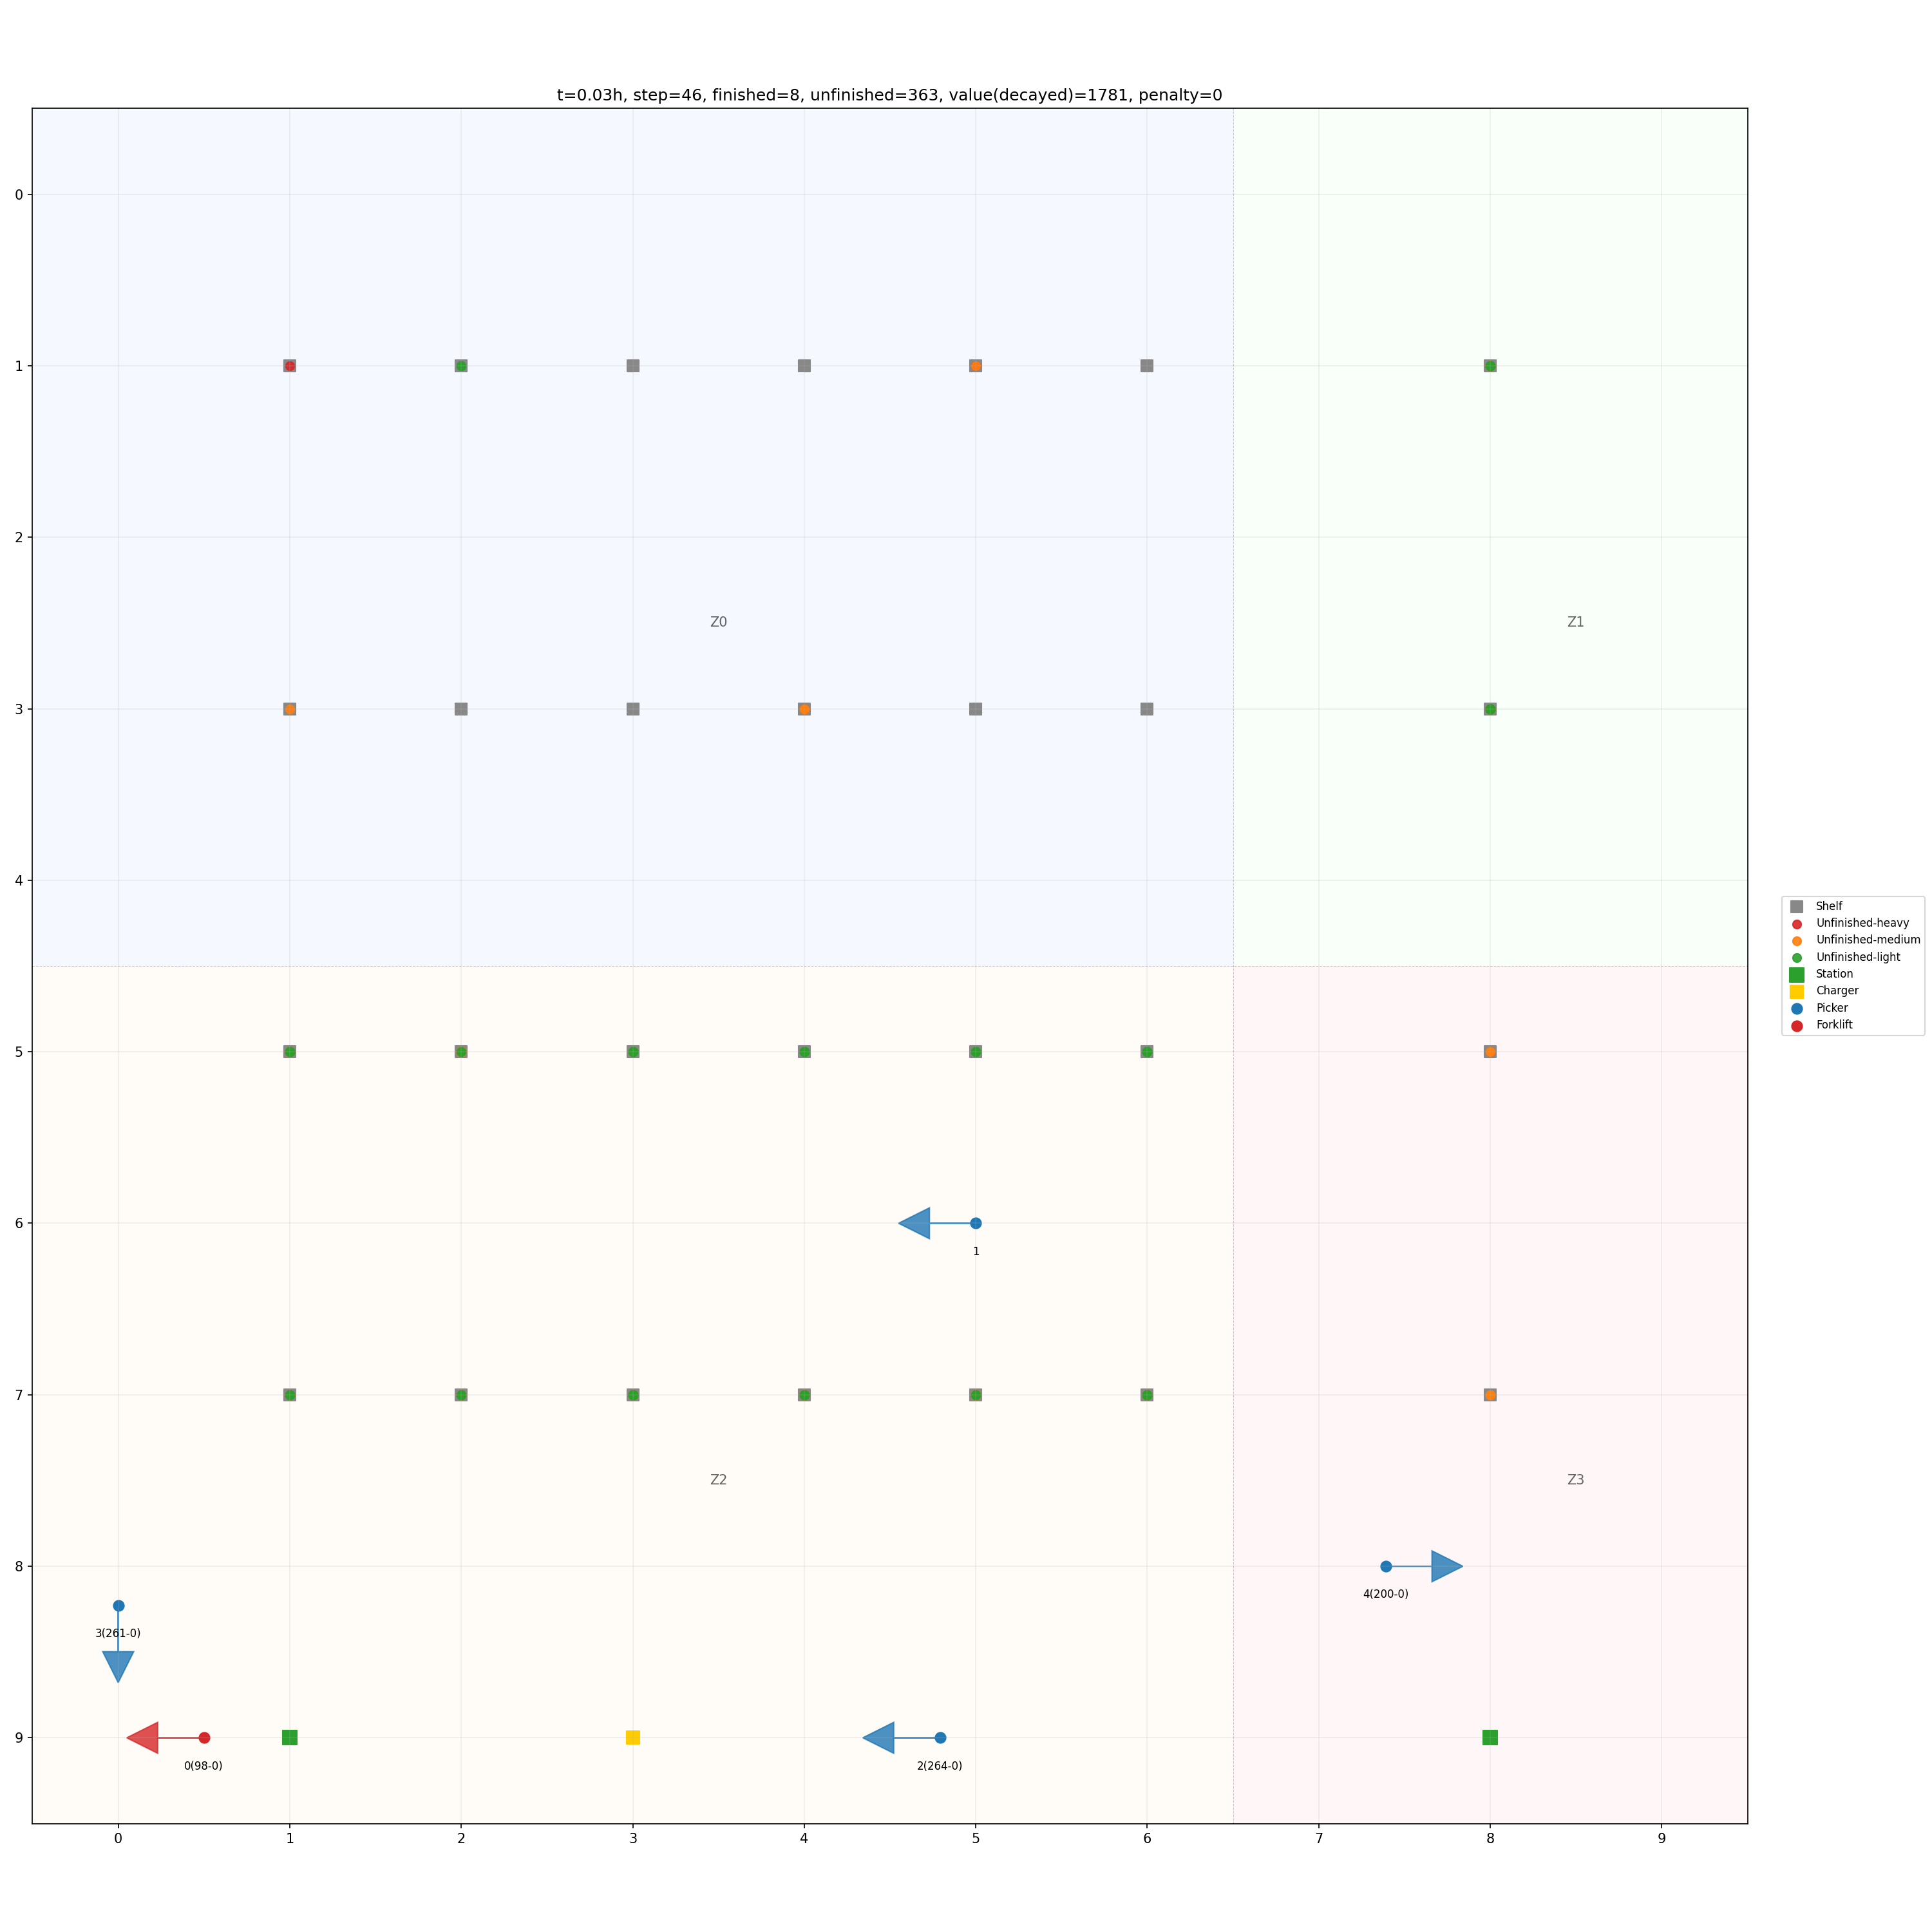 t=0.03h, step=46, finished=8, unfinished=363, value(decayed)=1781, penalty=0
0
1
2
Z0
Z1
3
4
Shelf
Unfinished-heavy
Unfinished-medium
Unfinished-light
Station
Charger
Picker
Forklift
5
6
1
7
Z2
Z3
8
4(200-0)
3(261-0)
9
0(98-0)
2(264-0)
0 1 2 3 4 5 6 7 8 9